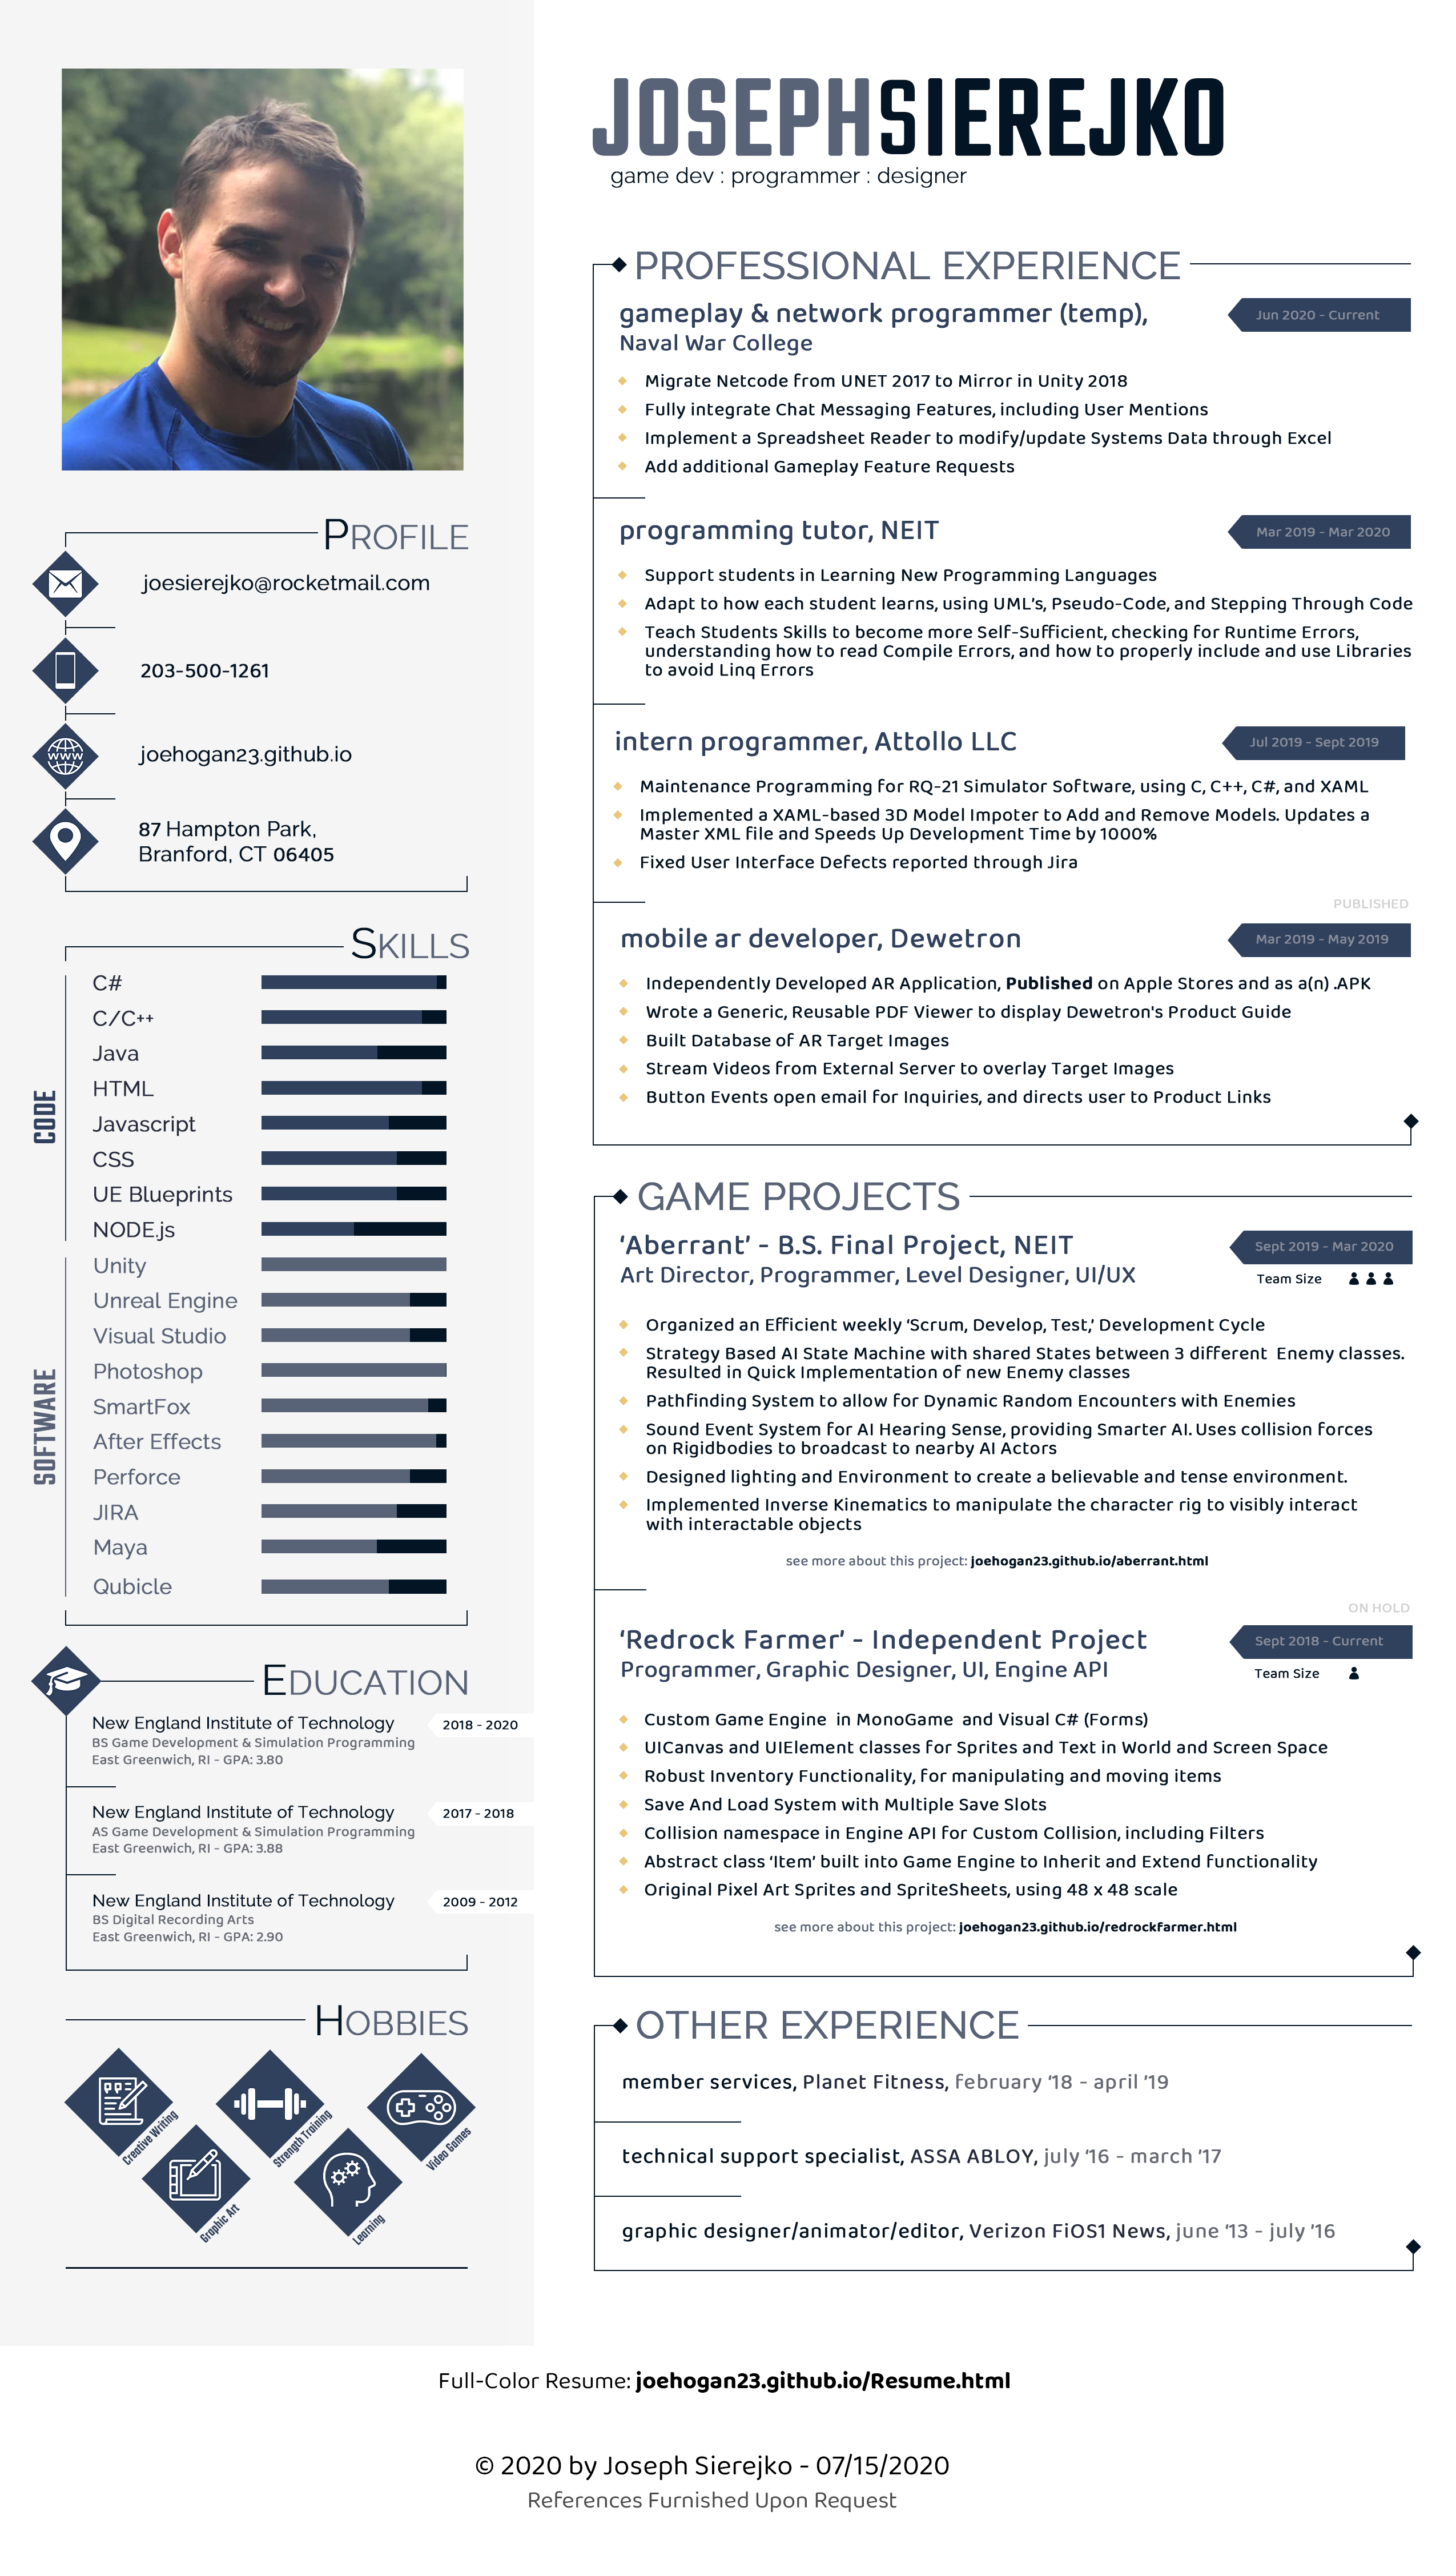 JOSEPHSIEREJKO
game dev : programmer : designer
PROFILE
joesierejko@rocketmail.com
203-500-1261
www
joehogan23.github.io
87 Hampton Park,
Branford, CT 06405
SKILLS
CODE
C#
C/C++
Java
HTML
Javascript
CSS
UE Blueprints
NODE.js
SOFTWARE
Unity
Unreal Engine
Visual Studio
Photoshop
SmartFox
After Effects
Perforce
JIRA
Maya
Qubicle
EDUCATION
New England Institute of Technology 2018 - 2020
BS Game Development & Simulation Programming
East Greenwich, RI - GPA: 3.80
New England Institute of Technology 2017 - 2018
AS Game Development & Simulation Programming
East Greenwich, RI - GPA: 3.88
New England Institute of Technology 2009 - 2012
BS Digital Recording Arts
East Greenwich, RI - GPA: 2.90
HOBBIES
Creative Writing
Strength Training
Video Games
Graphic Art
Learning
PROFESSIONAL EXPERIENCE
gameplay & network programmer (temp), Jun 2020 - Current
Naval War College
Migrate Netcode from UNET 2017 to Mirror in Unity 2018
Fully integrate Chat Messaging Features, including User Mentions
Implement a Spreadsheet Reader to modify/update Systems Data through Excel
Add additional Gameplay Feature Requests
programming tutor, NEIT Mar 2019 - Mar 2020
Support students in Learning New Programming Languages
Adapt to how each student learns, using UML's, Pseudo-Code, and Stepping Through Code
Teach Students Skills to become more Self-Sufficient, checking for Runtime Errors,
understanding how to read Compile Errors, and how to properly include and use Libraries
to avoid Linq Errors
intern programmer, Attollo LLC Jul 2019 - Sept 2019
Maintenance Programming for RQ-21 Simulator Software, using C, C++, C#, and XAML
Implemented a XAML-based 3D Model Impoter to Add and Remove Models. Updates a
Master XML file and Speeds Up Development Time by 1000%
Fixed User Interface Defects reported through Jira
PUBLISHED
mobile ar developer, Dewetron Mar 2019 - May 2019
Independently Developed AR Application, Published on Apple Stores and as a(n) .APK
Wrote a Generic, Reusable PDF Viewer to display Dewetron's Product Guide
Built Database of AR Target Images
Stream Videos from External Server to overlay Target Images
Button Events open email for Inquiries, and directs user to Product Links
GAME PROJECTS
‘Aberrant’ - B.S. Final Project, NEIT Sept 2019 - Mar 2020
Art Director, Programmer, Level Designer, UI/UX Team Size
Organized an Efficient weekly ‘Scrum, Develop, Test,’ Development Cycle
Strategy Based AI State Machine with shared States between 3 different Enemy classes.
Resulted in Quick Implementation of new Enemy classes
Pathfinding System to allow for Dynamic Random Encounters with Enemies
Sound Event System for AI Hearing Sense, providing Smarter AI. Uses collision forces
on Rigidbodies to broadcast to nearby AI Actors
Designed lighting and Environment to create a believable and tense environment.
Implemented Inverse Kinematics to manipulate the character rig to visibly interact
with interactable objects
see more about this project: joehogan23.github.io/aberrant.html
ON HOLD
‘Redrock Farmer’ - Independent Project Sept 2018 - Current
Programmer, Graphic Designer, UI, Engine API Team Size
Custom Game Engine in MonoGame and Visual C# (Forms)
UICanvas and UIElement classes for Sprites and Text in World and Screen Space
Robust Inventory Functionality, for manipulating and moving items
Save And Load System with Multiple Save Slots
Collision namespace in Engine API for Custom Collision, including Filters
Abstract class ‘Item’ built into Game Engine to Inherit and Extend functionality
Original Pixel Art Sprites and SpriteSheets, using 48 x 48 scale
see more about this project: joehogan23.github.io/redrockfarmer.html
OTHER EXPERIENCE
member services, Planet Fitness, february '18 - april '19
technical support specialist, ASSA ABLOY, july '16 - march '17
graphic designer/animator/editor, Verizon FiOS1 News, june '13 - july '16
Full-Color Resume: joehogan23.github.io/Resume.html
© 2020 by Joseph Sierejko - 07/15/2020
References Furnished Upon Request